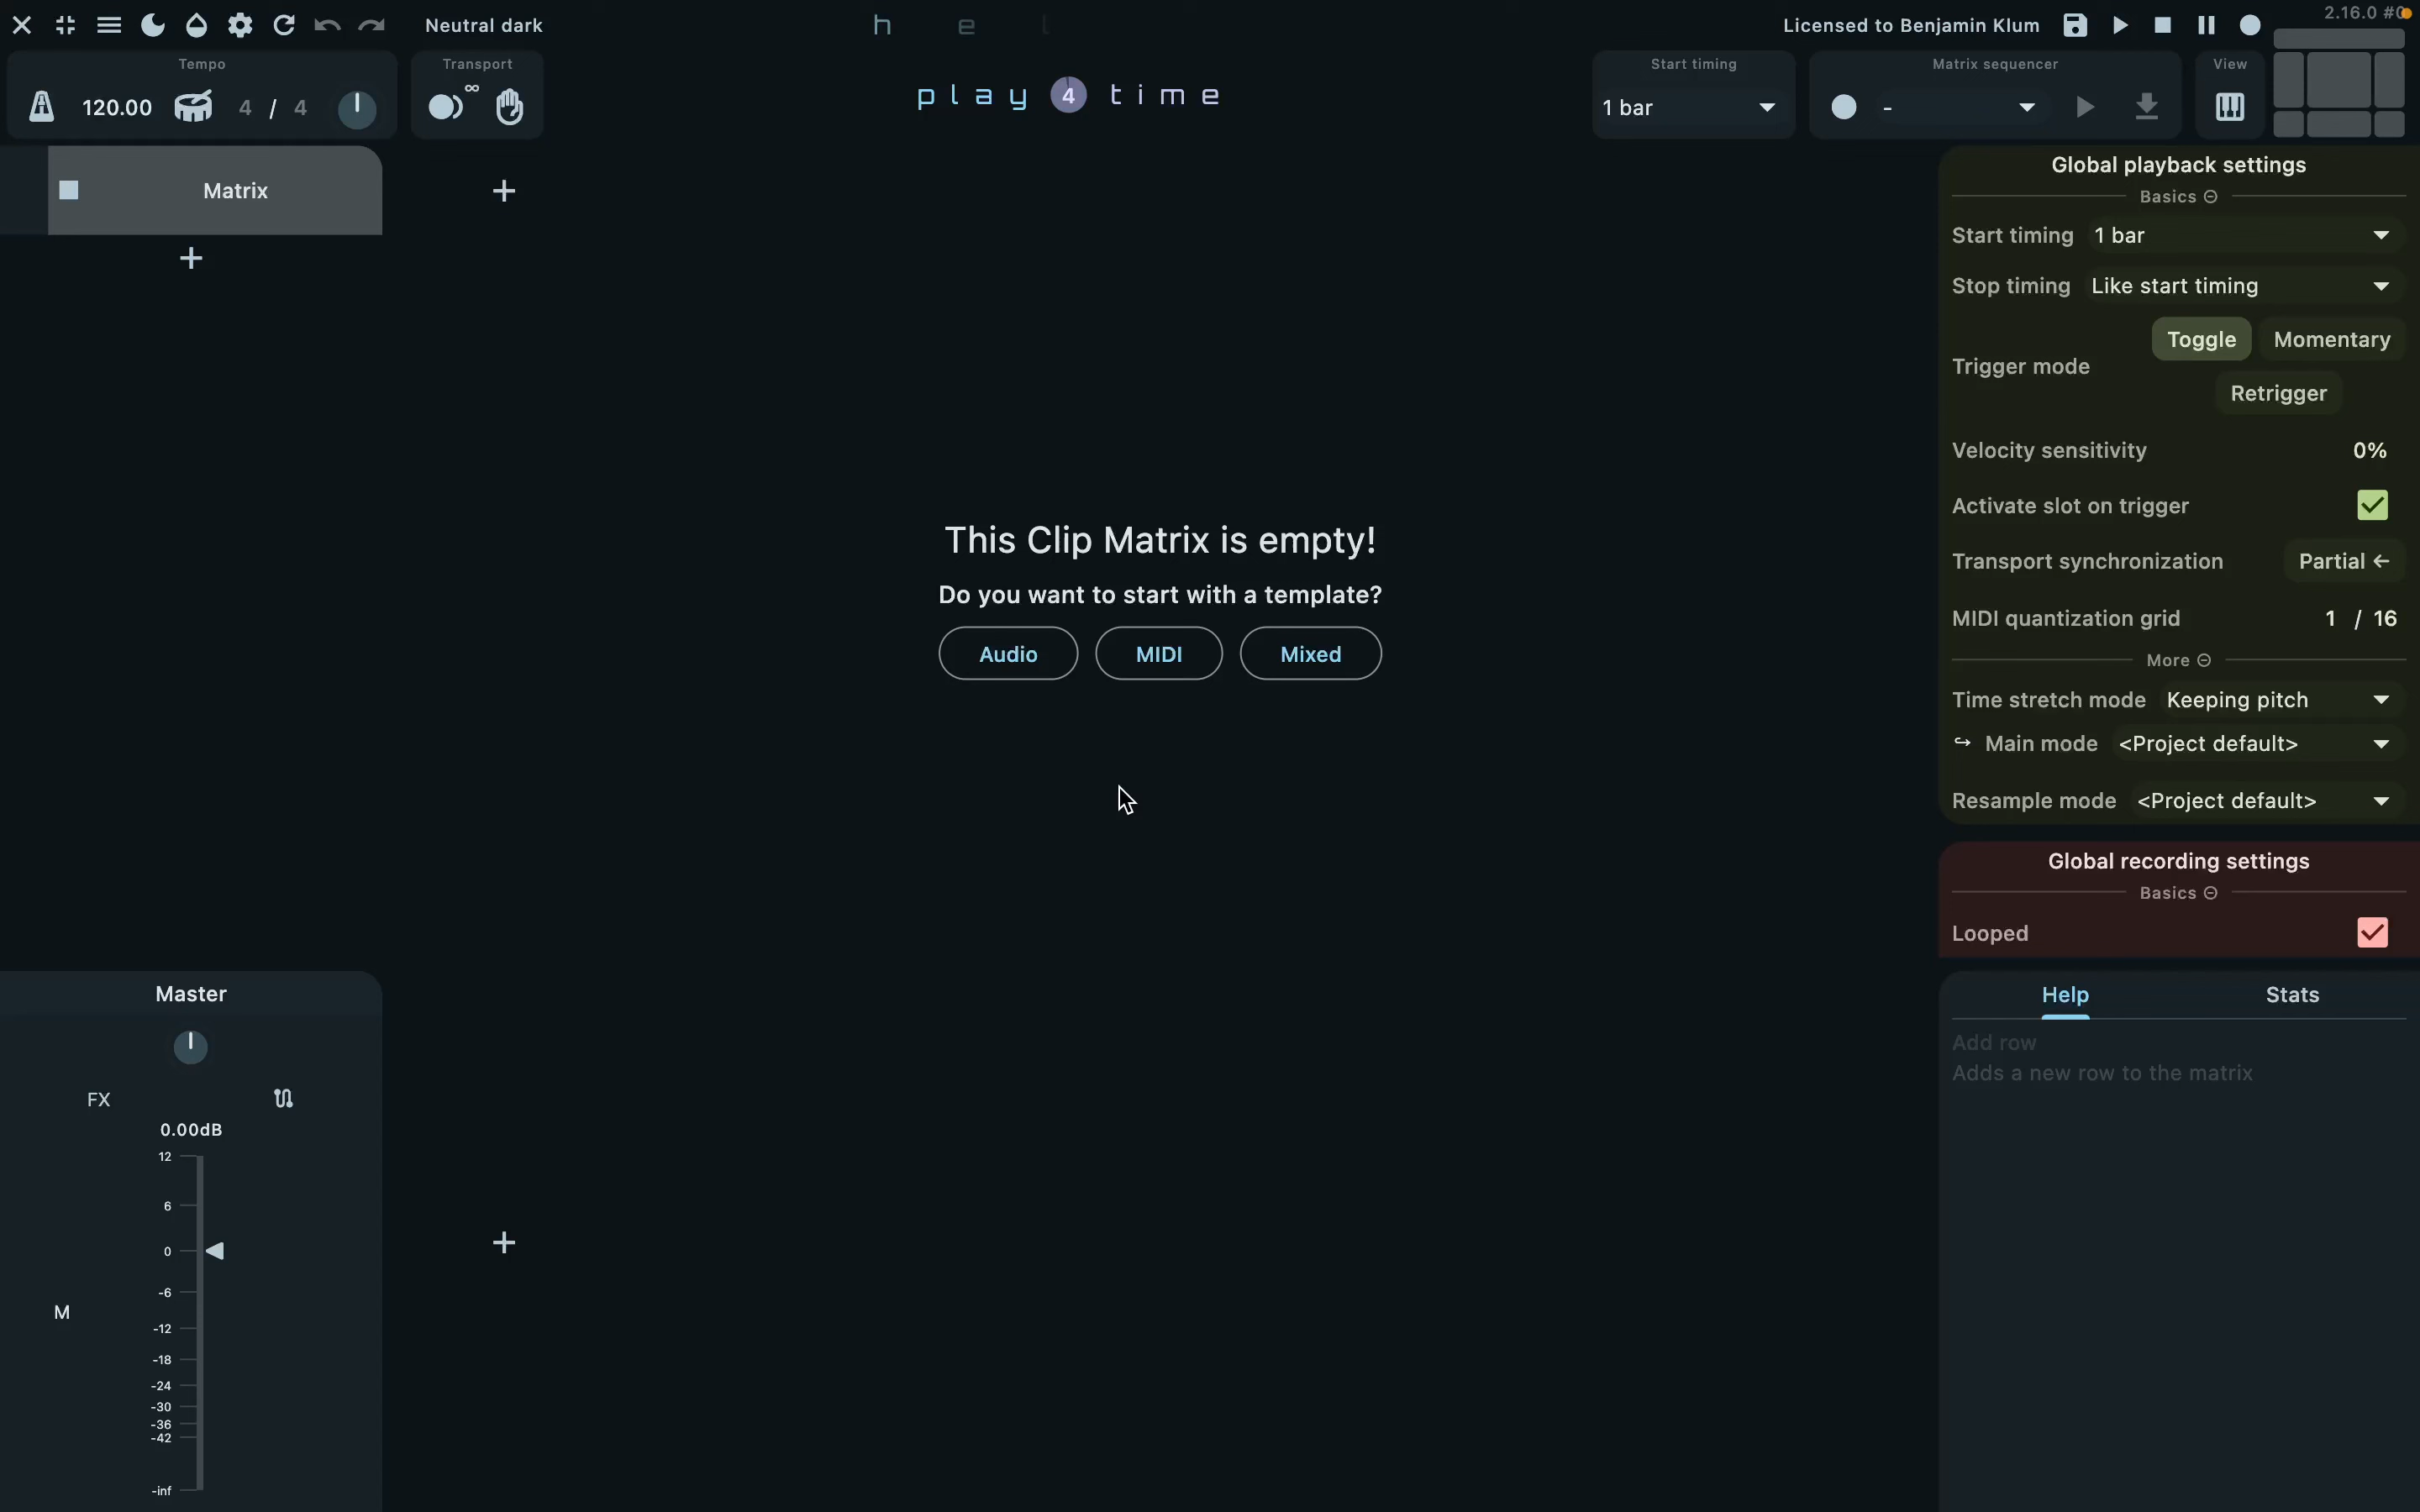 Neutral dark
h e l
Licensed to Benjamin Klum
2.16.0 #0
Tempo
120.00
4 / 4
Transport
∞
play 4 time
Start timing
1 bar
Matrix sequencer
-
View
Matrix
+
+
This Clip Matrix is empty!
Do you want to start with a template?
Audio
MIDI
Mixed
Global playback settings
Basics
Start timing 1 bar
Stop timing Like start timing
Trigger mode
Toggle Momentary
Retrigger
Velocity sensitivity 0%
Activate slot on trigger
Transport synchronization Partial ←
MIDI quantization grid 1 / 16
More
Time stretch mode Keeping pitch
↪ Main mode <Project default>
Resample mode <Project default>
Global recording settings
Basics
Looped
Master
FX
0.00dB
12
6
0
-6
M
-12
-18
-24
-30
-36
-42
-inf
+
Help Stats
Add row
Adds a new row to the matrix